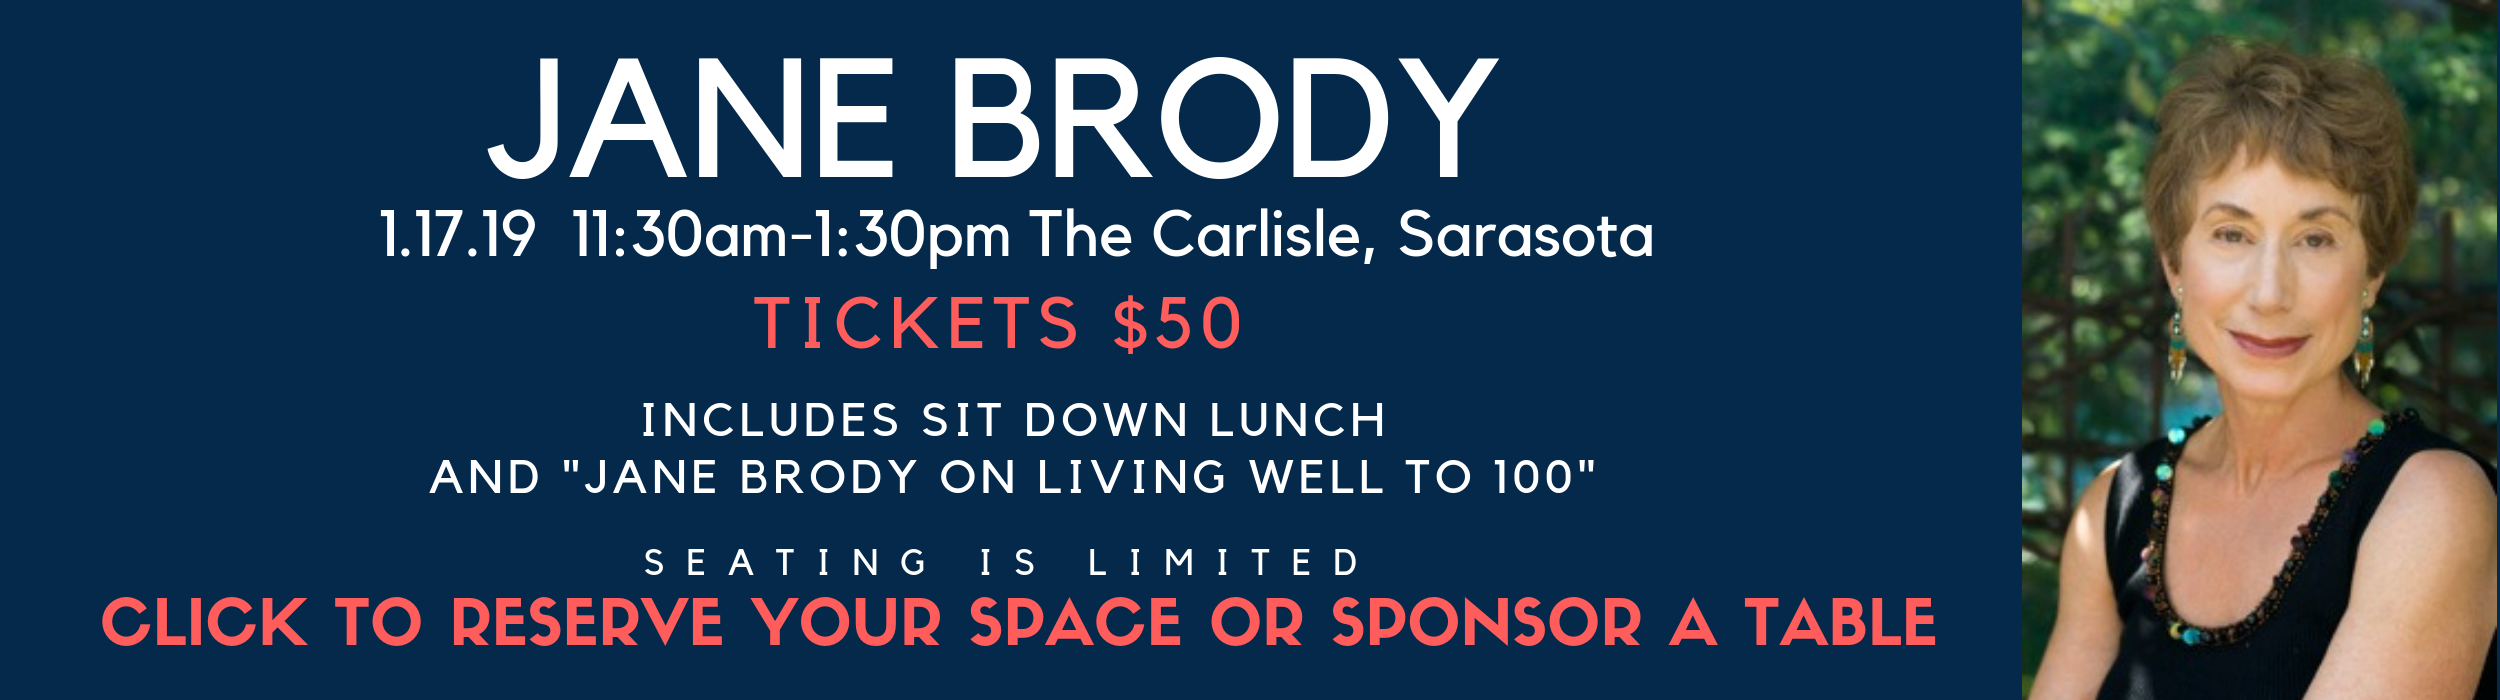 JANE BRODY
1.17.19 11:30am-1:30pm The Carlisle, Sarasota
TICKETS $50
INCLUDES SIT DOWN LUNCH
AND "JANE BRODY ON LIVING WELL TO 100"
SEATING IS LIMITED
CLICK TO RESERVE YOUR SPACE OR SPONSOR A TABLE